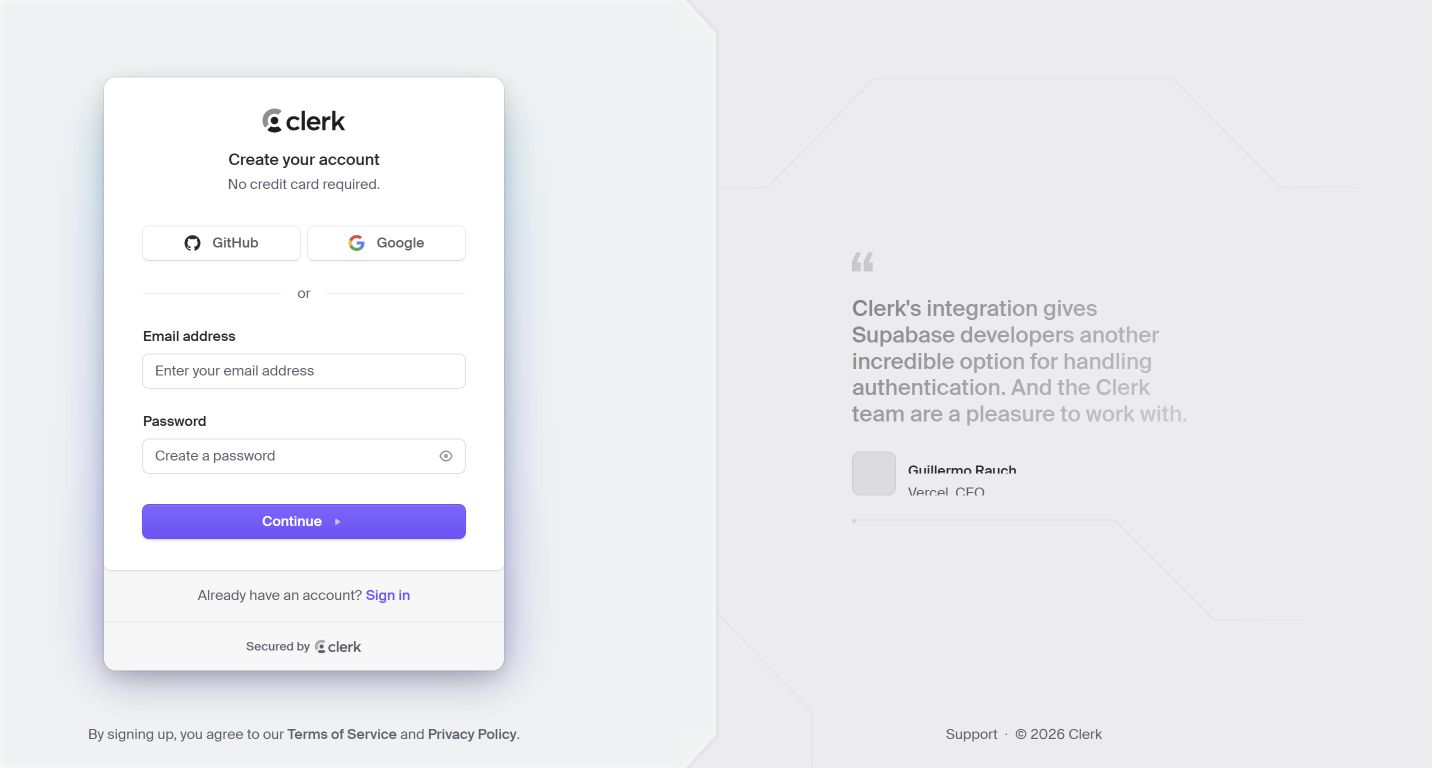 clerk
Create your account
No credit card required.
GitHub
Google
or
Email address
Enter your email address
Password
Create a password
Continue
Already have an account? Sign in
Secured by clerk
By signing up, you agree to our Terms of Service and Privacy Policy.
“
Clerk's integration gives
Supabase developers another
incredible option for handling
authentication. And the Clerk
team are a pleasure to work with.
Guillermo Rauch
Vercel, CEO
Support · © 2026 Clerk